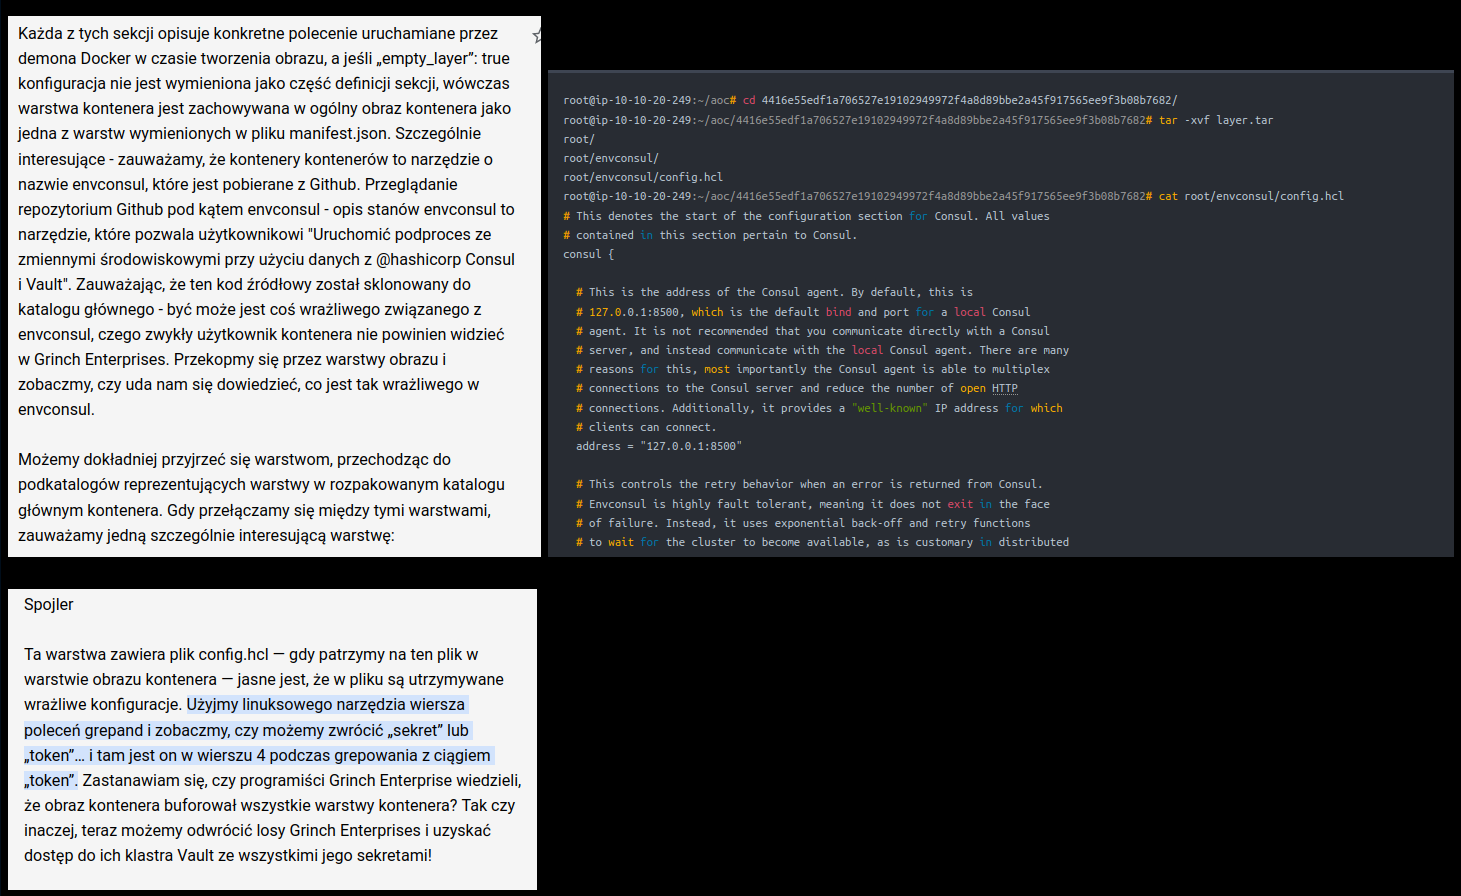 Każda z tych sekcji opisuje konkretne polecenie uruchamiane przez
demona Docker w czasie tworzenia obrazu, a jeśli „empty_layer”: true
konfiguracja nie jest wymieniona jako część definicji sekcji, wówczas
warstwa kontenera jest zachowywana w ogólny obraz kontenera jako
jedna z warstw wymienionych w pliku manifest.json. Szczególnie
interesujące - zauważamy, że kontenery kontenerów to narzędzie o
nazwie envconsul, które jest pobierane z Github. Przeglądanie
repozytorium Github pod kątem envconsul - opis stanów envconsul to
narzędzie, które pozwala użytkownikowi "Uruchomić podproces ze
zmiennymi środowiskowymi przy użyciu danych z @hashicorp Consul
i Vault". Zauważając, że ten kod źródłowy został sklonowany do
katalogu głównego - być może jest coś wrażliwego związanego z
envconsul, czego zwykły użytkownik kontenera nie powinien widzieć
w Grinch Enterprises. Przekopmy się przez warstwy obrazu i
zobaczmy, czy uda nam się dowiedzieć, co jest tak wrażliwego w
envconsul.
Możemy dokładniej przyjrzeć się warstwom, przechodząc do
podkatalogów reprezentujących warstwy w rozpakowanym katalogu
głównym kontenera. Gdy przełączamy się między tymi warstwami,
zauważamy jedną szczególnie interesującą warstwę:
root@ip-10-10-20-249:~/aoc# cd 4416e55edf1a706527e19102949972f4a8d89bbe2a45f917565ee9f3b08b7682/
root@ip-10-10-20-249:~/aoc/4416e55edf1a706527e19102949972f4a8d89bbe2a45f917565ee9f3b08b7682# tar -xvf layer.tar
root/
root/envconsul/
root/envconsul/config.hcl
root@ip-10-10-20-249:~/aoc/4416e55edf1a706527e19102949972f4a8d89bbe2a45f917565ee9f3b08b7682# cat root/envconsul/config.hcl
# This denotes the start of the configuration section for Consul. All values
# contained in this section pertain to Consul.
consul {
# This is the address of the Consul agent. By default, this is
# 127.0.0.1:8500, which is the default bind and port for a local Consul
# agent. It is not recommended that you communicate directly with a Consul
# server, and instead communicate with the local Consul agent. There are many
# reasons for this, most importantly the Consul agent is able to multiplex
# connections to the Consul server and reduce the number of open HTTP
# connections. Additionally, it provides a "well-known" IP address for which
# clients can connect.
address = "127.0.0.1:8500"
# This controls the retry behavior when an error is returned from Consul.
# Envconsul is highly fault tolerant, meaning it does not exit in the face
# of failure. Instead, it uses exponential back-off and retry functions
# to wait for the cluster to become available, as is customary in distributed
Spojler
Ta warstwa zawiera plik config.hcl — gdy patrzymy na ten plik w
warstwie obrazu kontenera — jasne jest, że w pliku są utrzymywane
wrażliwe konfiguracje. Użyjmy linuksowego narzędzia wiersza
poleceń grepand i zobaczmy, czy możemy zwrócić „sekret” lub
„token”… i tam jest on w wierszu 4 podczas grepowania z ciągiem
„token”. Zastanawiam się, czy programiści Grinch Enterprise wiedzieli,
że obraz kontenera buforował wszystkie warstwy kontenera? Tak czy
inaczej, teraz możemy odwrócić losy Grinch Enterprises i uzyskać
dostęp do ich klastra Vault ze wszystkimi jego sekretami!